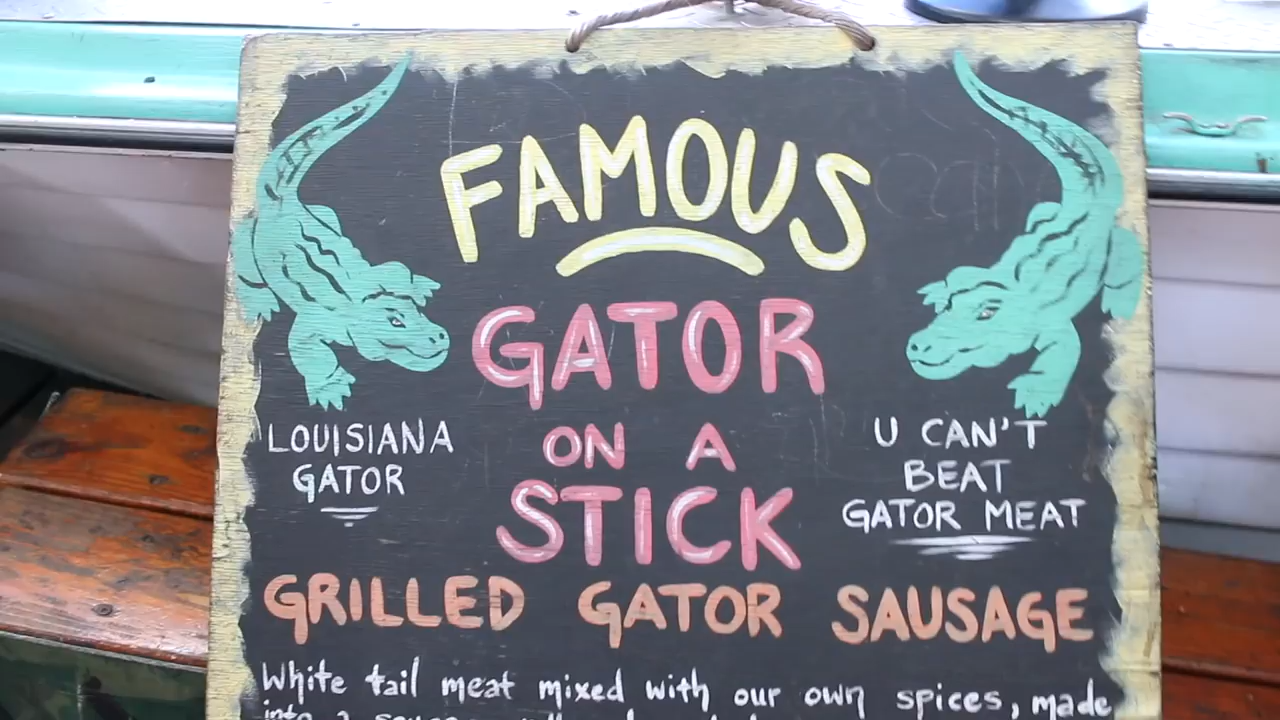 FAMOUS
GATOR
ON A
STICK
LOUISIANA
GATOR
U CAN'T
BEAT
GATOR MEAT
GRILLED GATOR SAUSAGE
White tail meat mixed with our own spices, made
into a